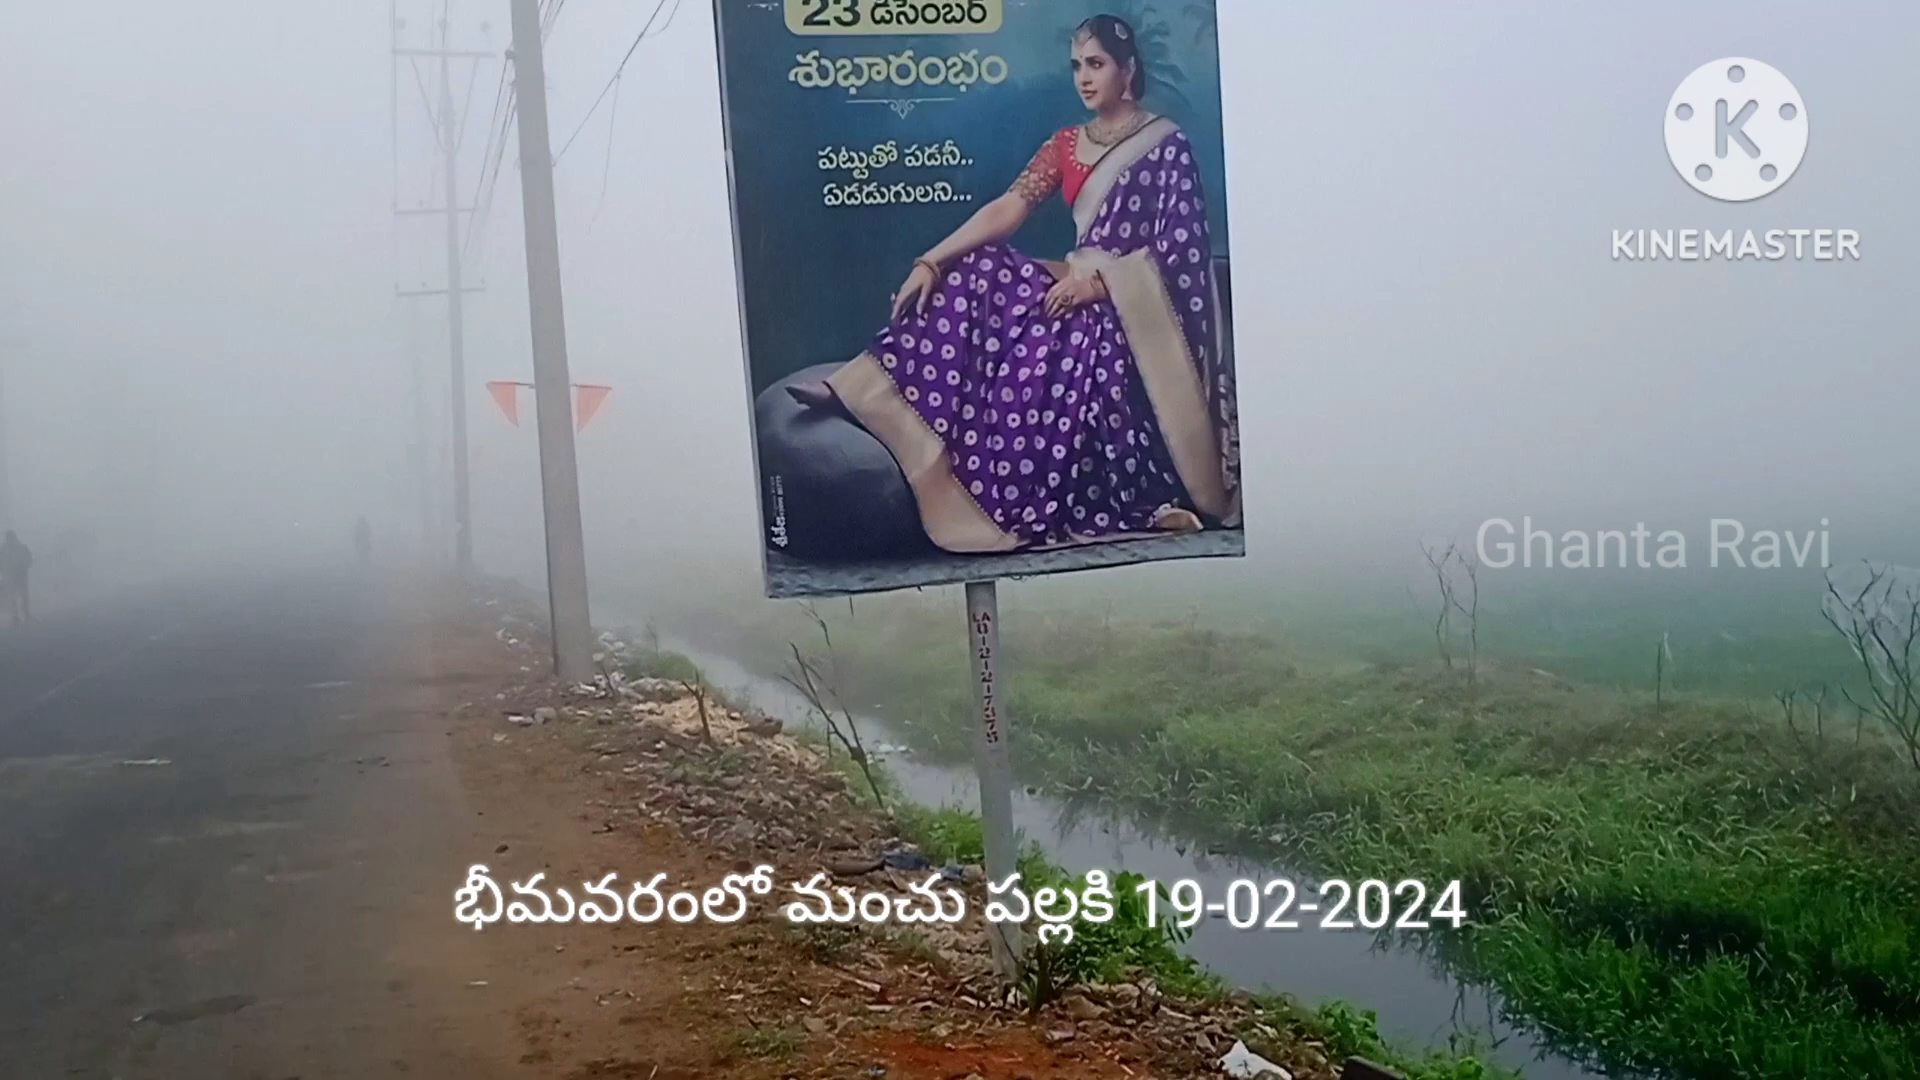 23 డిసెంబర్
శుభారంభం
పట్టుతో పడనీ..
ఏడడుగులని...
K
KINEMASTER
Ghanta Ravi
భీమవరంలో మంచు పల్లకి 19-02-2024